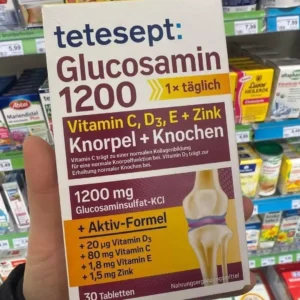 tetesept:
Glucosamin
1200
1 x täglich
Vitamin C, D3, E + Zink
Knorpel + Knochen
Vitamin C trägt zu einer normalen Kollagenbildung
für eine normale Knorpelfunktion bei. Vitamin D3 trägt zur
Erhaltung normaler Knochen bei.
1200 mg
Glucosaminsulfat-KCl
+ Aktiv-Formel
+ 20 µg Vitamin D3
+ 80 mg Vitamin C
+ 1,8 mg Vitamin E
+ 1,5 mg Zink
Nahrungsergänzungsmittel
30 Tabletten